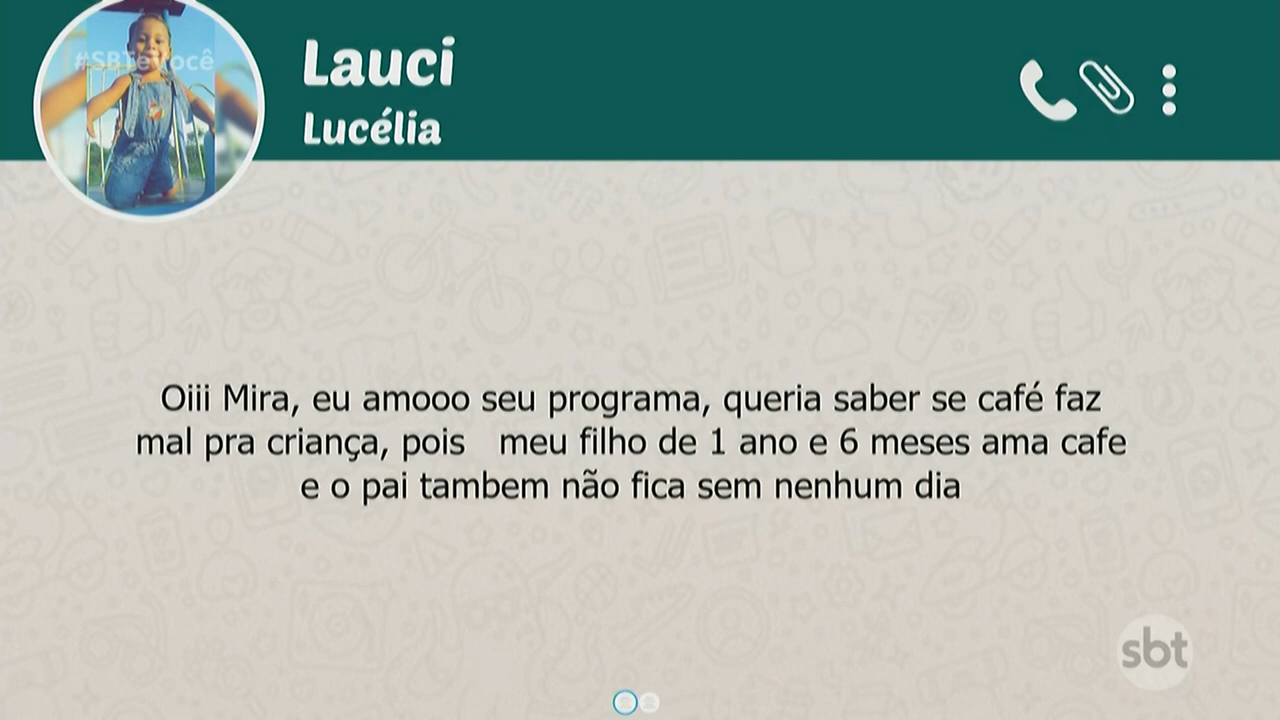 #SBTeVocê
Lauci
Lucélia
Oiii Mira, eu amooo seu programa, queria saber se café faz
mal pra criança, pois   meu filho de 1 ano e 6 meses ama cafe
e o pai tambem não fica sem nenhum dia
sbt